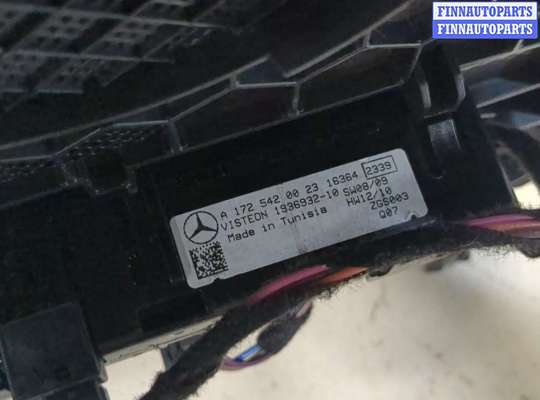 FINNAUTOPARTS
FINNAUTOPARTS
A 172 542 00 23 16364 2339
VISTEON 1936932-10 SW08/09
Made in Tunisia HW12/10
ZGS003
Q07